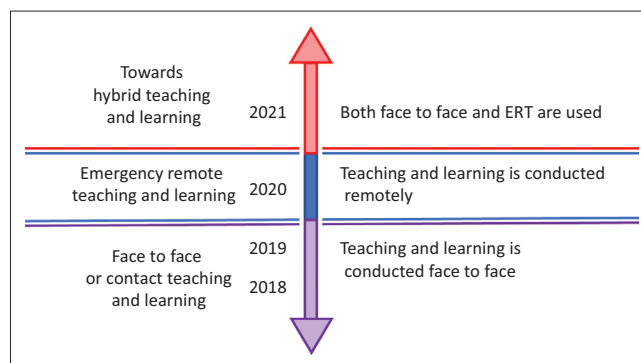 Towards
hybrid teaching
and learning
2021
Both face to face and ERT are used
Emergency remote
teaching and learning
2020
Teaching and learning is conducted
remotely
Face to face
or contact teaching
and learning
2019
2018
Teaching and learning is
conducted face to face